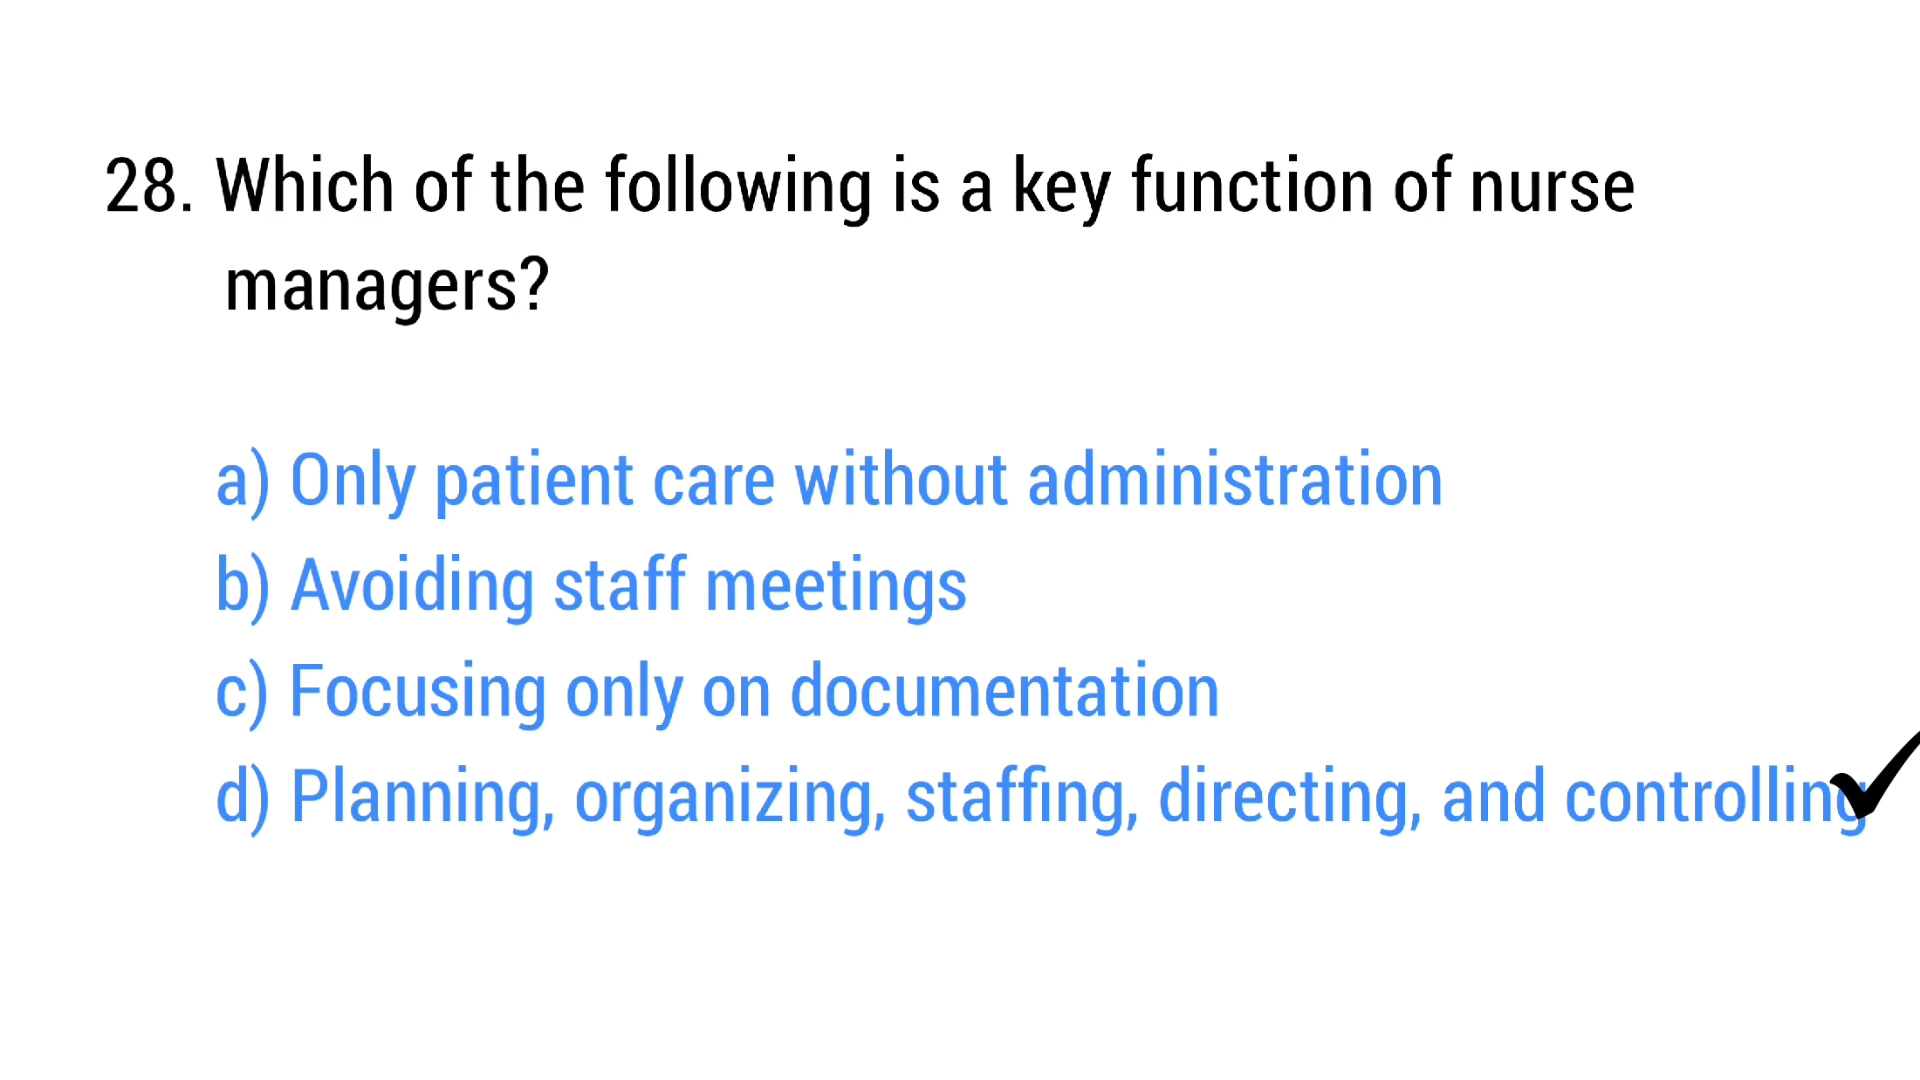 28. Which of the following is a key function of nurse
managers?
a) Only patient care without administration
b) Avoiding staff meetings
c) Focusing only on documentation
d) Planning, organizing, staffing, directing, and controlling